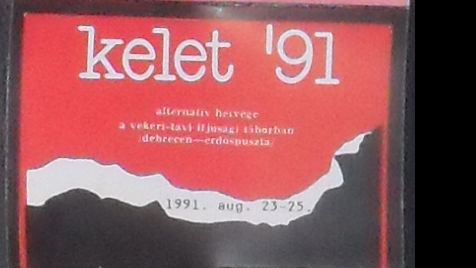 kelet '91
alternatív hétvége
a vekeri-tavi ifjúsági táborban
debrecen—erdőspuszta
1991. aug. 23-25.